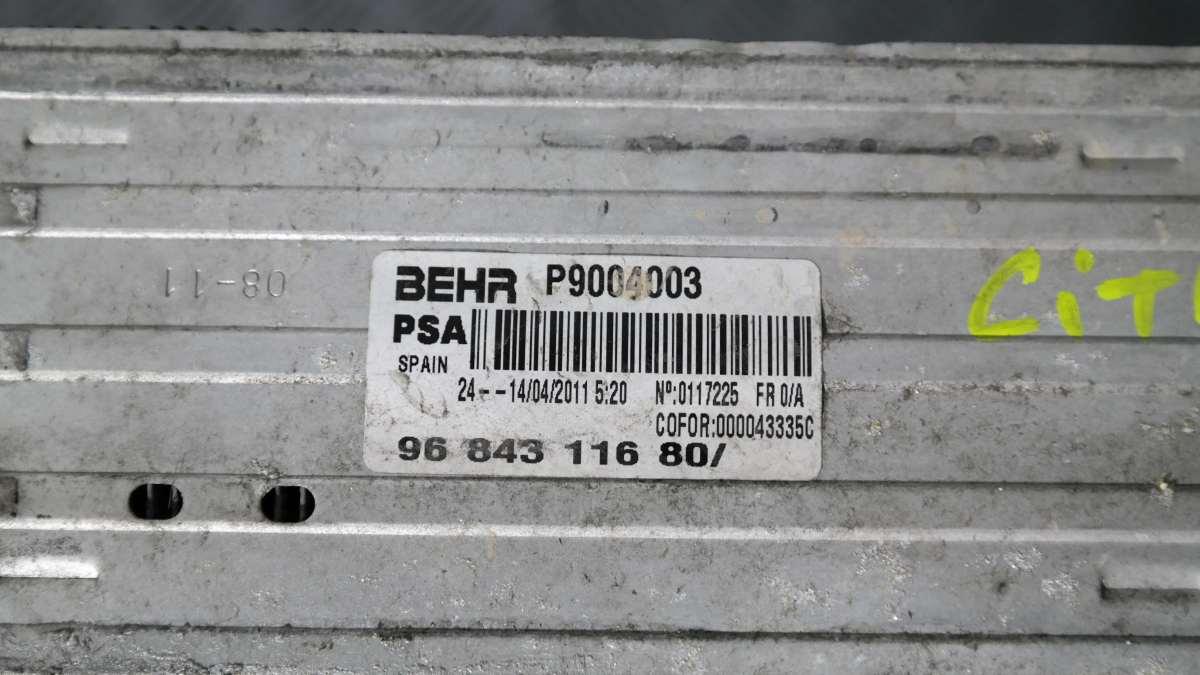 BEHR P9004003
PSA
SPAIN
24- -14/04/2011 5:20 Nº:0117225 FR 0/A
COFOR:000043335C
96 843 116 80/
08-11